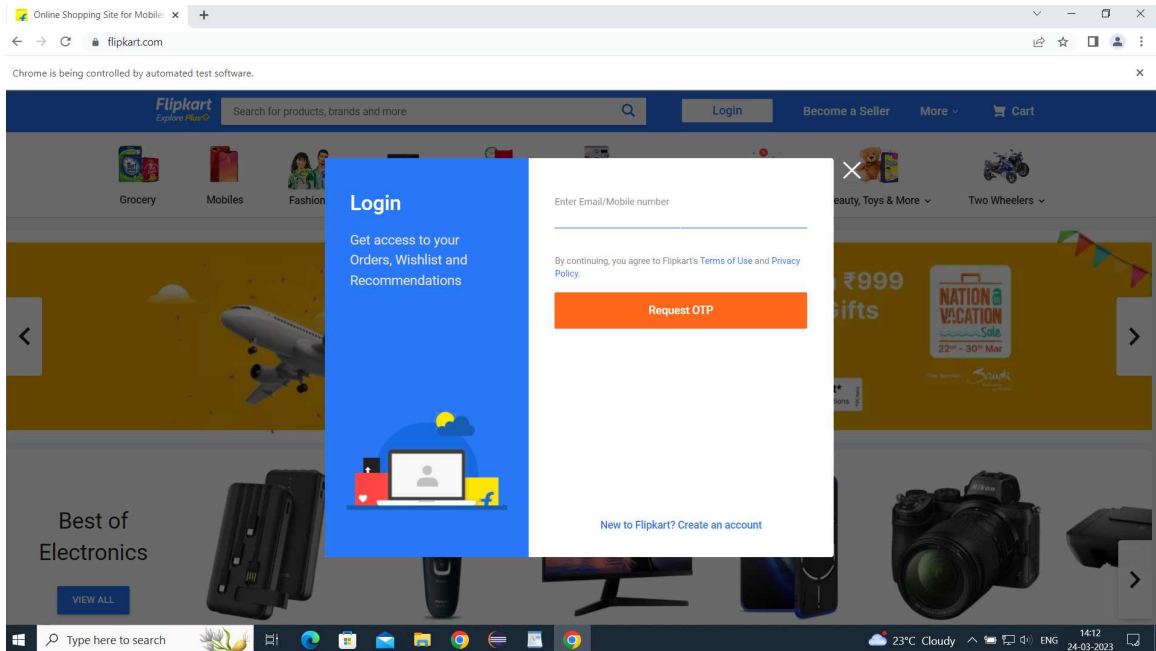 Online Shopping Site for Mobiles
flipkart.com
Chrome is being controlled by automated test software.
Flipkart
Explore Plus
Search for products, brands and more
Login
Become a Seller
More
Cart
Grocery
Mobiles
Fashion
eauty, Toys & More
Two Wheelers
Login
Get access to your
Orders, Wishlist and
Recommendations
Enter Email/Mobile number
By continuing, you agree to Flipkart's Terms of Use and Privacy
Policy.
Request OTP
New to Flipkart? Create an account
₹999
ifts
NATION
VACATION
Sale
22nd - 30th Mar
Saudi
Best of
Electronics
VIEW ALL
Nikon
Type here to search
23°C Cloudy
ENG
14:12
24-03-2023